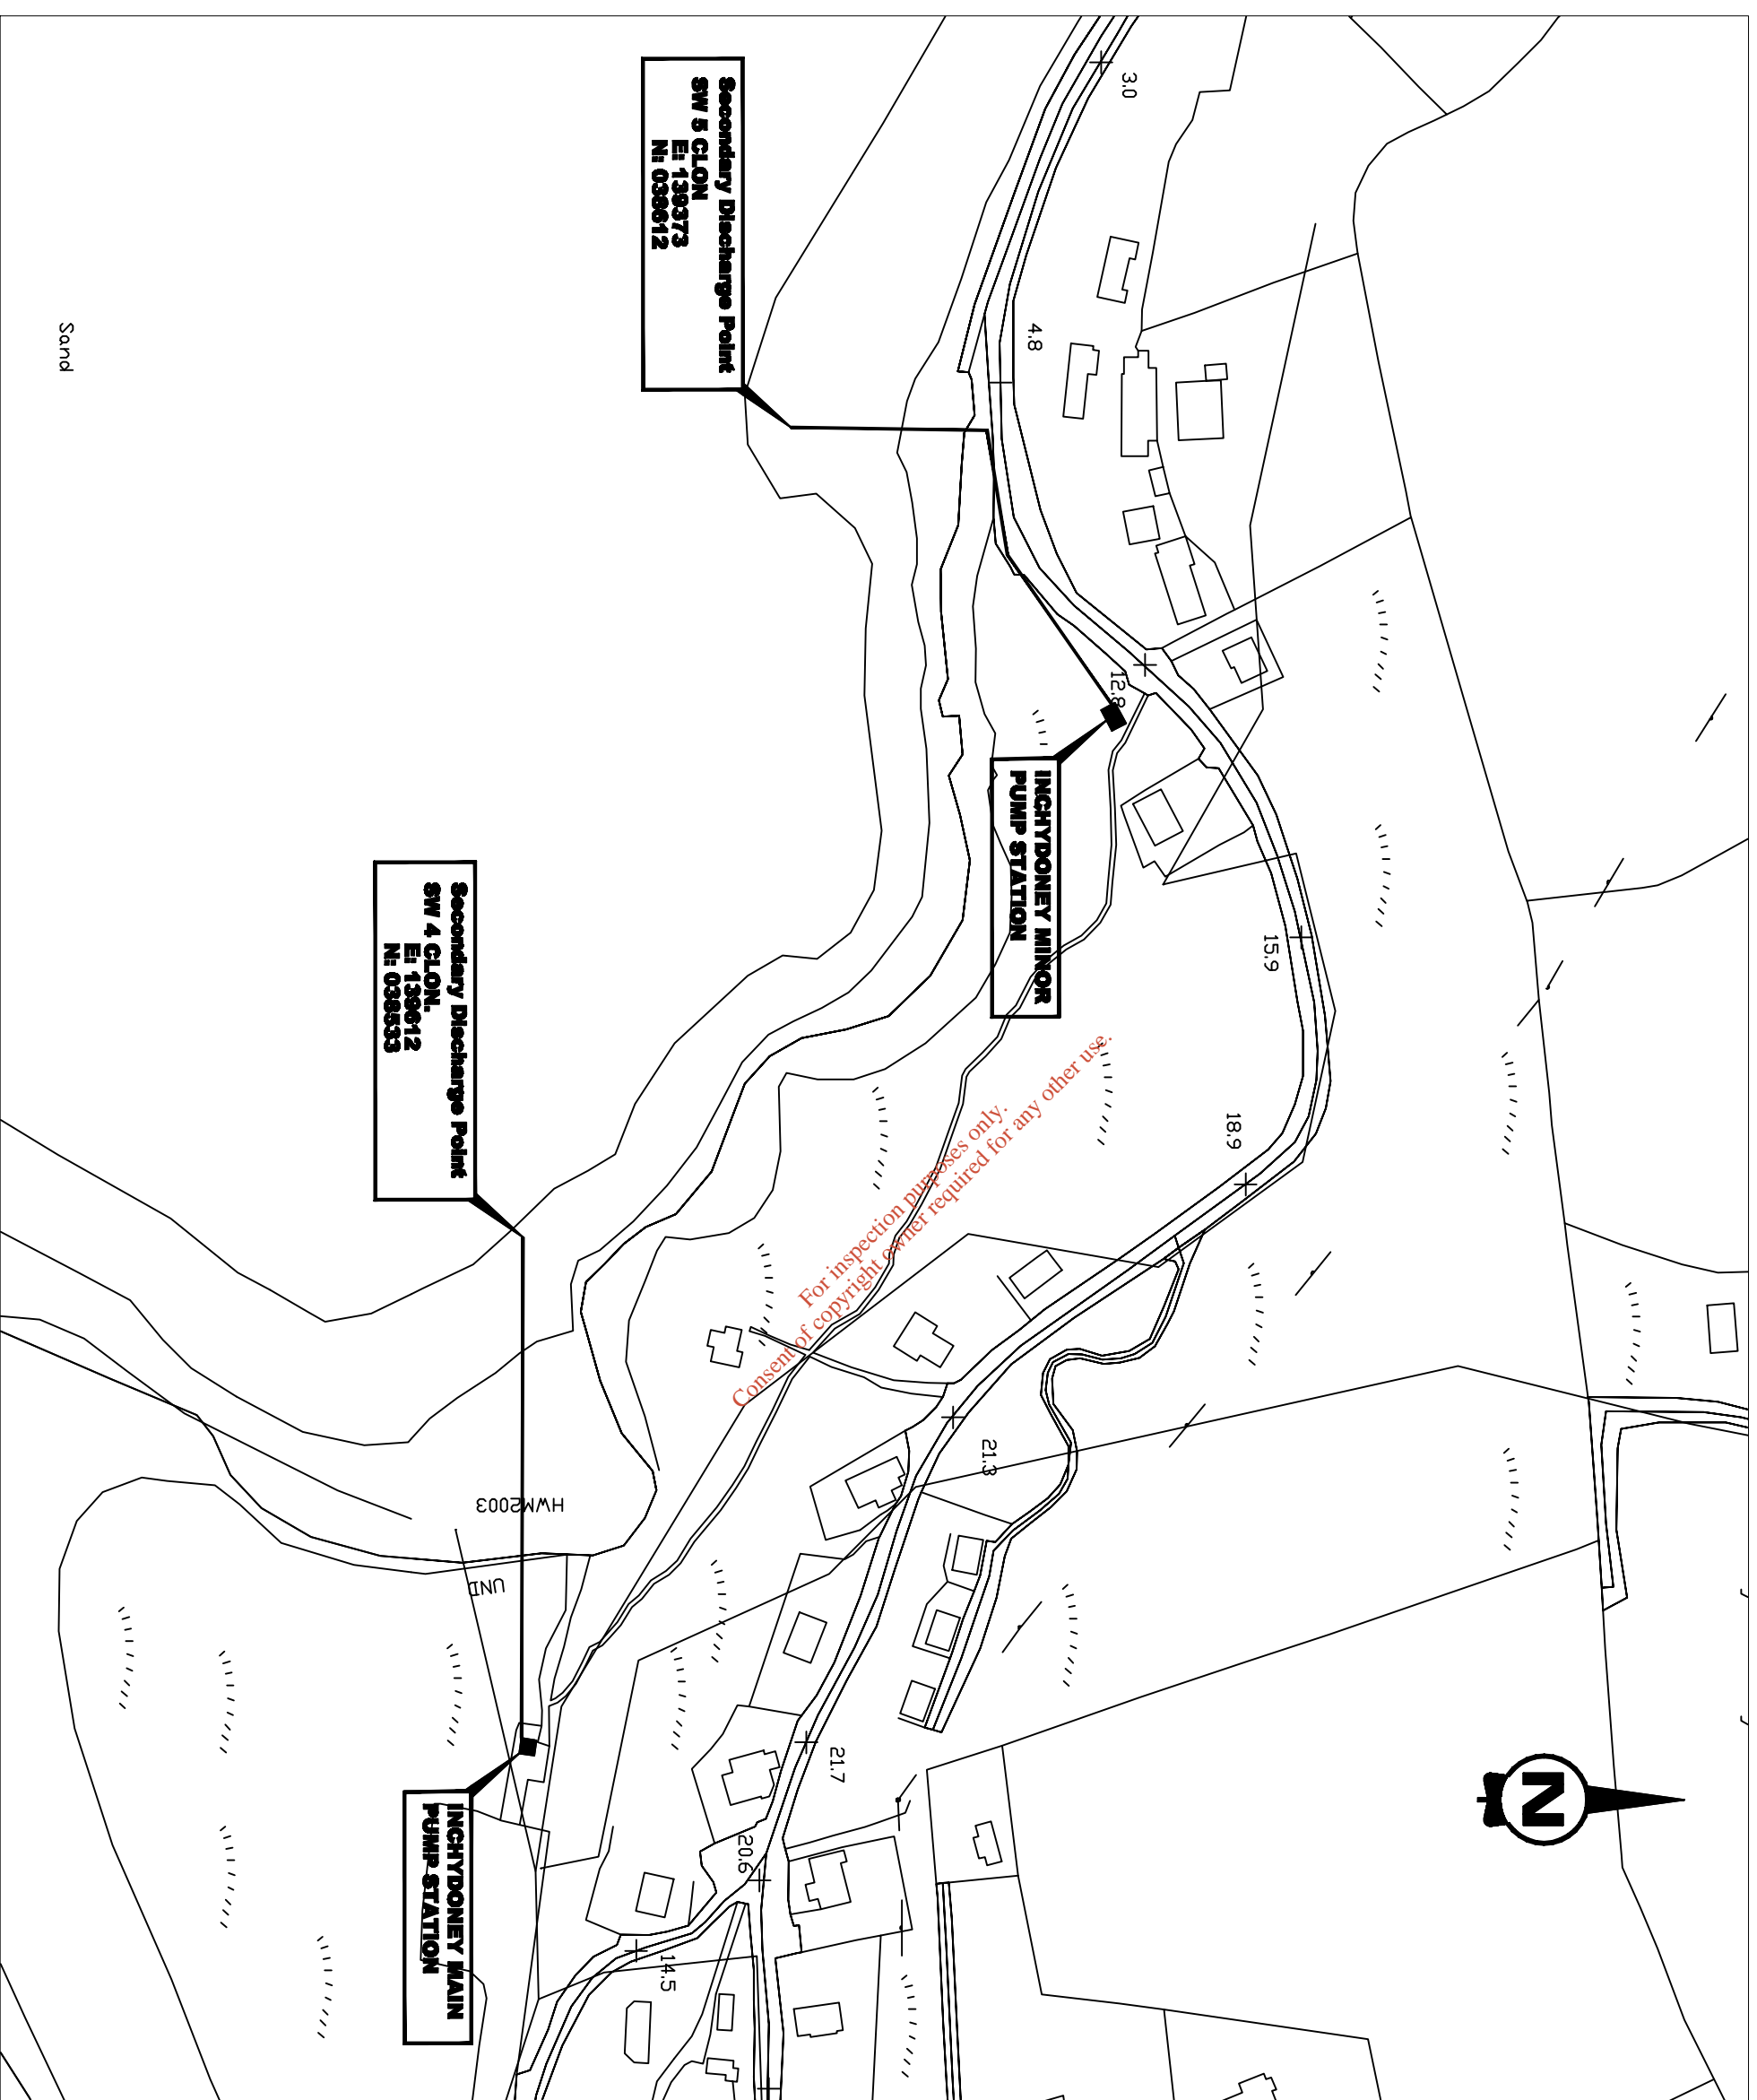 3.0
Secondary Discharge Point
SW 5 CLON
E: 139373
N: 038612
4.8
Sand
12.8
INCHYDONEY MINOR
PUMP STATION
15.9
Secondary Discharge Point
SW 4 CLON.
E: 139612
N: 038533
18.9
For inspection purposes only.
Consent of copyright owner required for any other use.
21.3
HWM2003
UND
21.7
N
INCHYDONEY MAIN
PUMP STATION
20.6
14.5